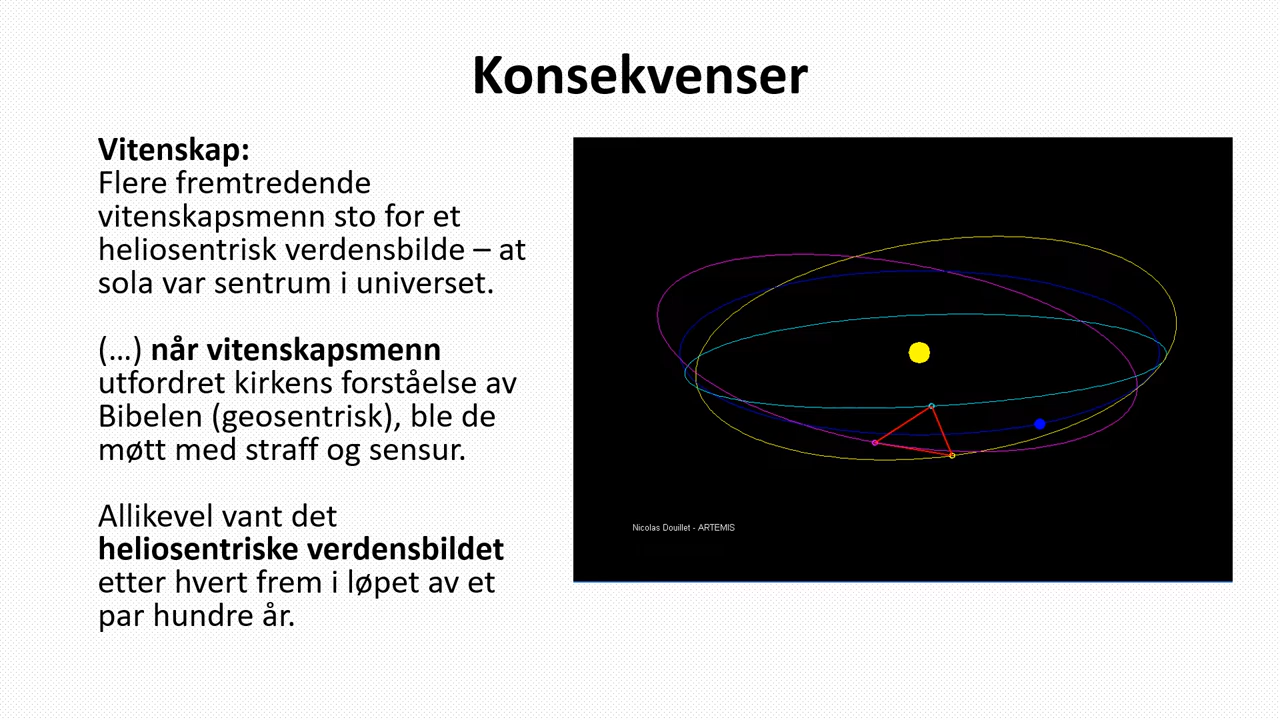 Konsekvenser
Vitenskap:
Flere fremtredende
vitenskapsmenn sto for et
heliosentrisk verdensbilde – at
sola var sentrum i universet.
(…) når vitenskapsmenn
utfordret kirkens forståelse av
Bibelen (geosentrisk), ble de
møtt med straff og sensur.
Allikevel vant det
heliosentriske verdensbildet
etter hvert frem i løpet av et
par hundre år.
Nicolas Douillet - ARTEMIS